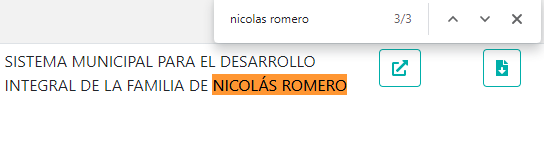 nicolas romero 3/3
SISTEMA MUNICIPAL PARA EL DESARROLLO
INTEGRAL DE LA FAMILIA DE NICOLÁS ROMERO